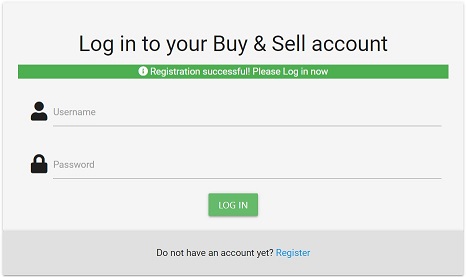 Log in to your Buy & Sell account
Registration successful! Please Log in now
Username
Password
LOG IN
Do not have an account yet? Register